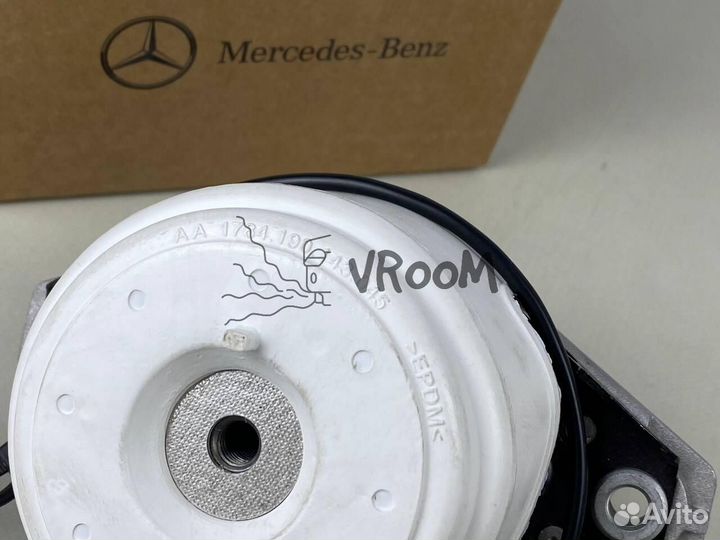 Mercedes-Benz
VROOM
>EPDM<
Avito